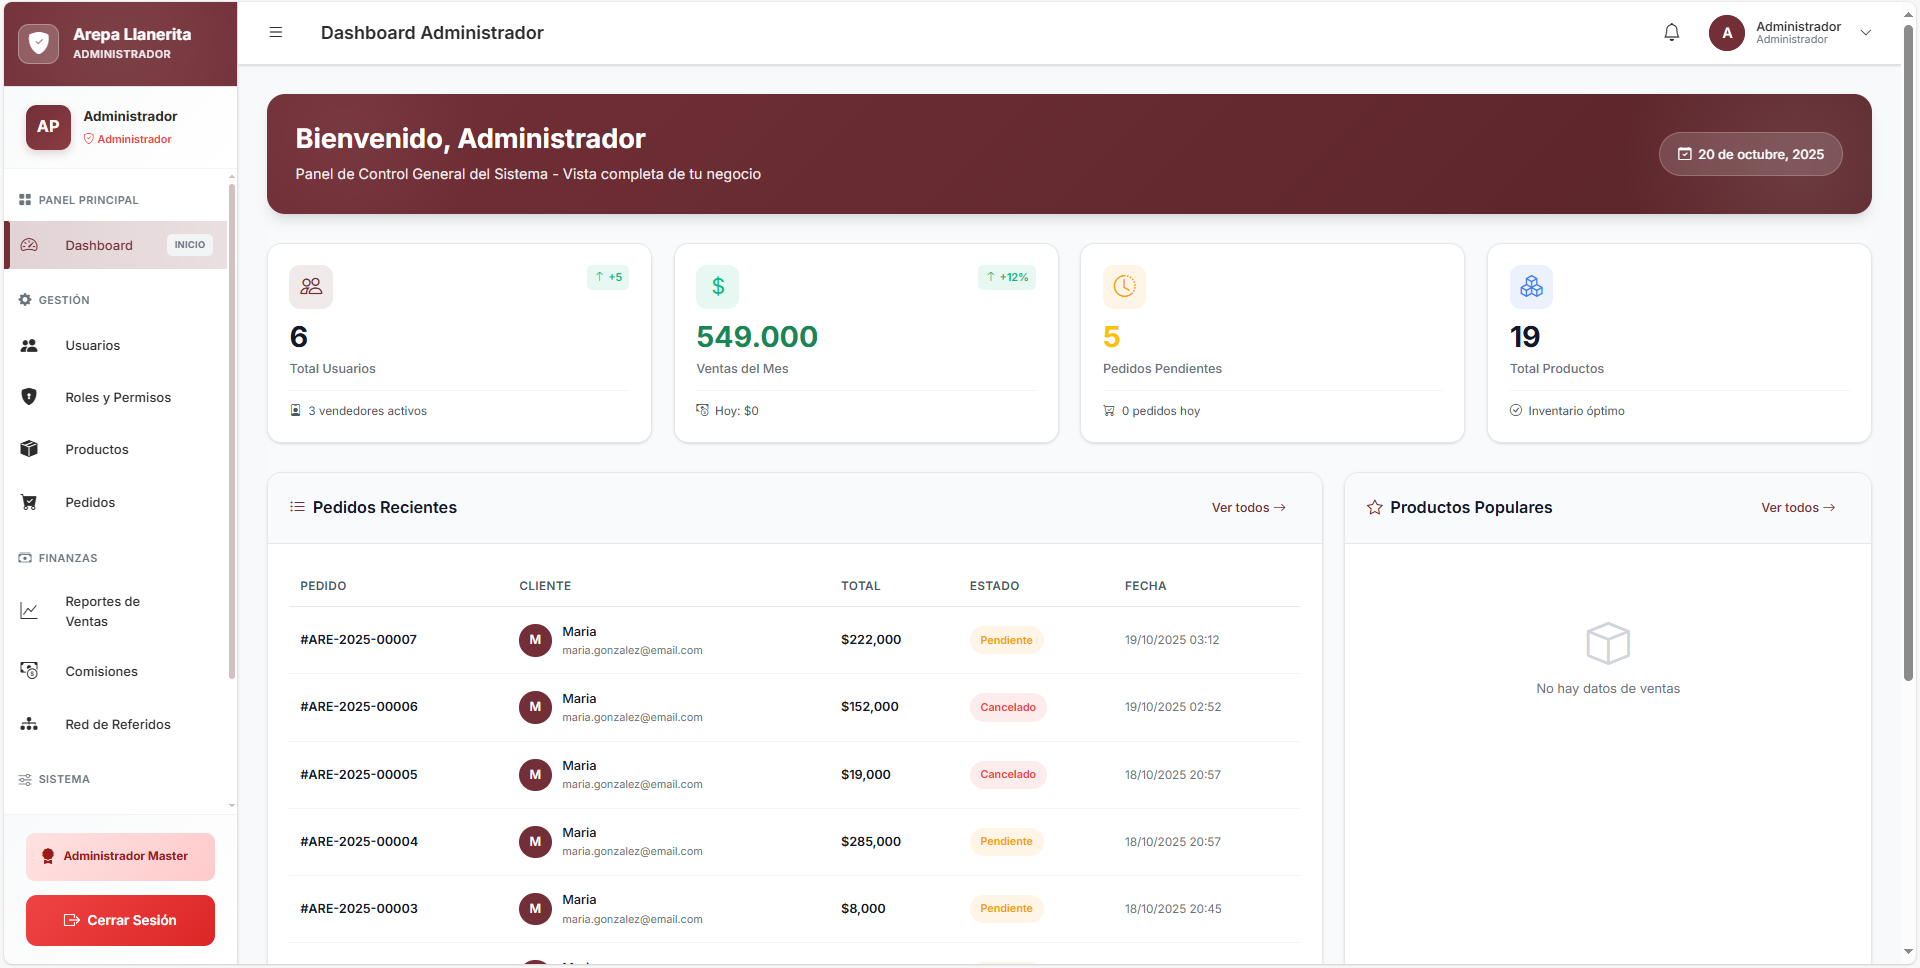 Arepa Llanerita
ADMINISTRADOR
AP
Administrador
Administrador
PANEL PRINCIPAL
Dashboard INICIO
GESTIÓN
Usuarios
Roles y Permisos
Productos
Pedidos
FINANZAS
Reportes de
Ventas
Comisiones
Red de Referidos
SISTEMA
Administrador Master
Cerrar Sesión
Dashboard Administrador
A
Administrador
Administrador
Bienvenido, Administrador
Panel de Control General del Sistema - Vista completa de tu negocio
20 de octubre, 2025
↑ +5
6
Total Usuarios
3 vendedores activos
$
↑ +12%
549.000
Ventas del Mes
Hoy: $0
5
Pedidos Pendientes
0 pedidos hoy
19
Total Productos
Inventario óptimo
Pedidos Recientes Ver todos →
PEDIDO CLIENTE TOTAL ESTADO FECHA
#ARE-2025-00007 M Maria $222,000 Pendiente 19/10/2025 03:12
maria.gonzalez@email.com
#ARE-2025-00006 M Maria $152,000 Cancelado 19/10/2025 02:52
maria.gonzalez@email.com
#ARE-2025-00005 M Maria $19,000 Cancelado 18/10/2025 20:57
maria.gonzalez@email.com
#ARE-2025-00004 M Maria $285,000 Pendiente 18/10/2025 20:57
maria.gonzalez@email.com
#ARE-2025-00003 M Maria $8,000 Pendiente 18/10/2025 20:45
maria.gonzalez@email.com
Productos Populares Ver todos →
No hay datos de ventas